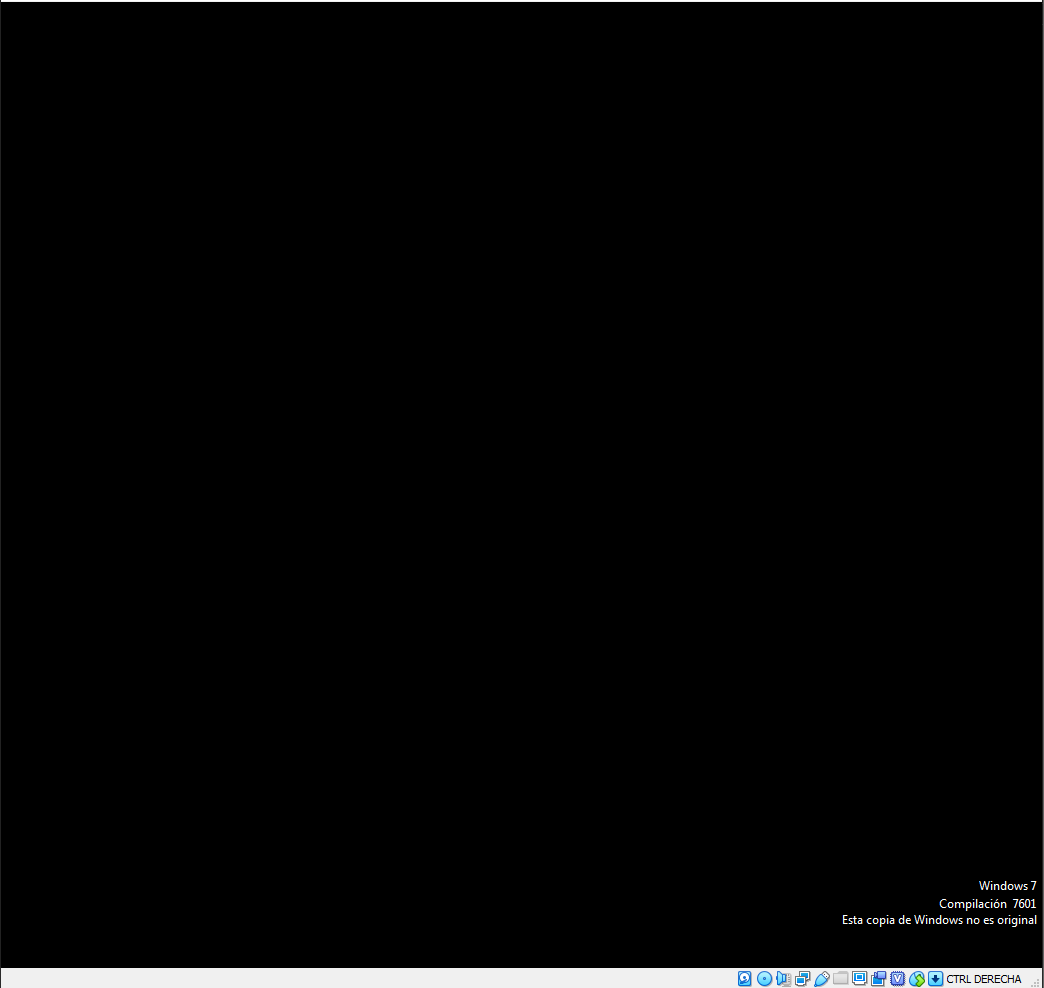 Windows 7
Compilación 7601
Esta copia de Windows no es original
CTRL DERECHA